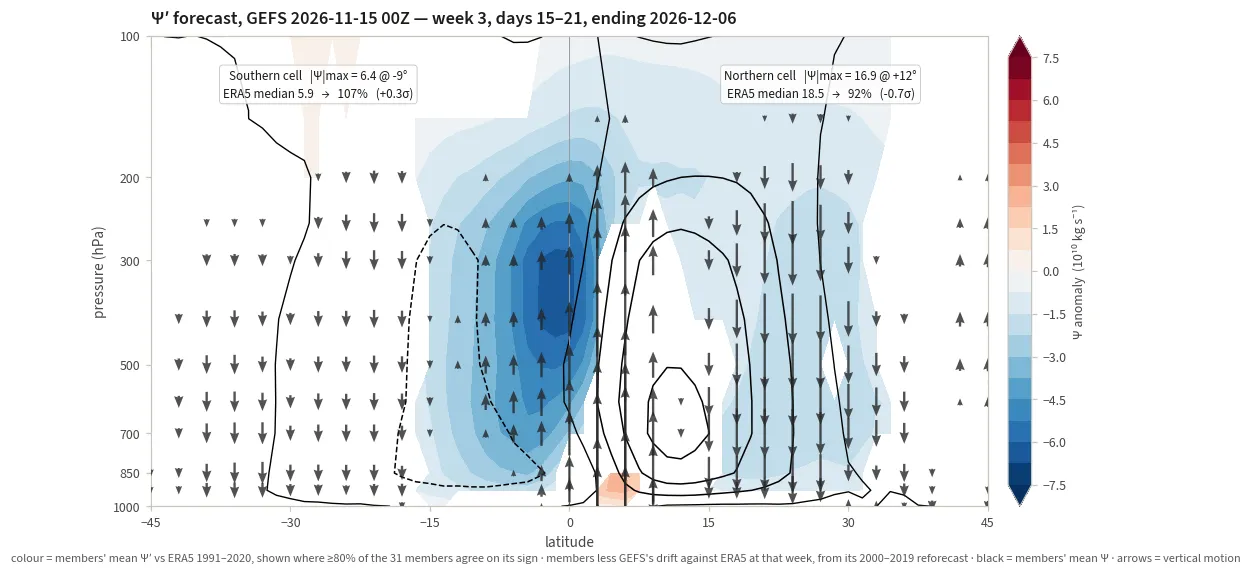 Ψ′ forecast, GEFS 2026-11-15 00Z — week 3, days 15–21, ending 2026-12-06
Southern cell |Ψ|max = 6.4 @ -9°
ERA5 median 5.9 → 107% (+0.3σ)
Northern cell |Ψ|max = 16.9 @ +12°
ERA5 median 18.5 → 92% (-0.7σ)
pressure (hPa)
100
200
300
500
700
850
1000
−45
−30
−15
0
15
30
45
latitude
7.5
6.0
4.5
3.0
1.5
0.0
−1.5
−3.0
−4.5
−6.0
−7.5
Ψ anomaly (10¹⁰ kg s⁻¹)
colour = members' mean Ψ′ vs ERA5 1991–2020, shown where ≥80% of the 31 members agree on its sign · members less GEFS's drift against ERA5 at that week, from its 2000–2019 reforecast · black = members' mean Ψ · arrows = vertical motion